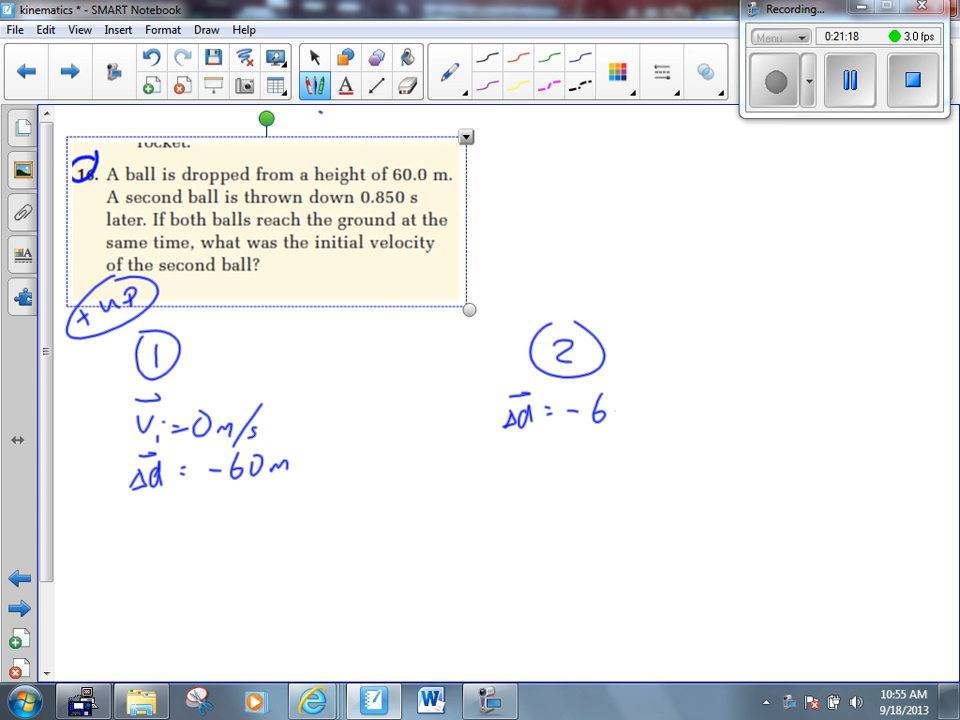 kinematics * - SMART Notebook
File Edit View Insert Format Draw Help
Recording...
Menu 0:21:18 3.0 fps
rocket.
16. A ball is dropped from a height of 60.0 m.
A second ball is thrown down 0.850 s
later. If both balls reach the ground at the
same time, what was the initial velocity
of the second ball?
+ up
1
Vi = 0 m/s
Δd = -60 m
2
Δd = - 6
10:55 AM
9/18/2013